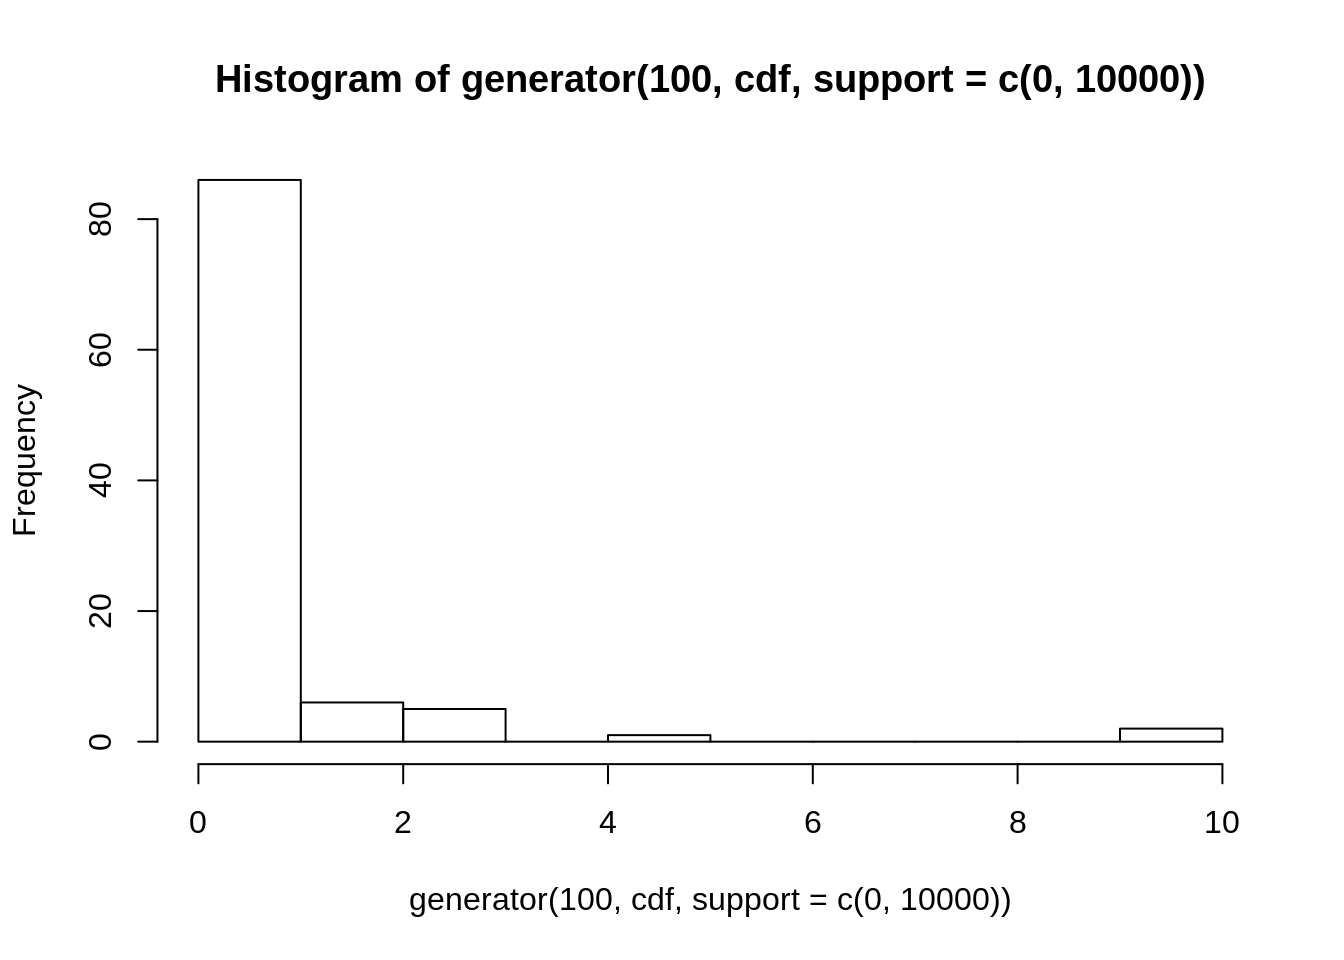 Histogram of generator(100, cdf, support = c(0, 10000))
Frequency
80
60
40
20
0
0 2 4 6 8 10
generator(100, cdf, support = c(0, 10000))